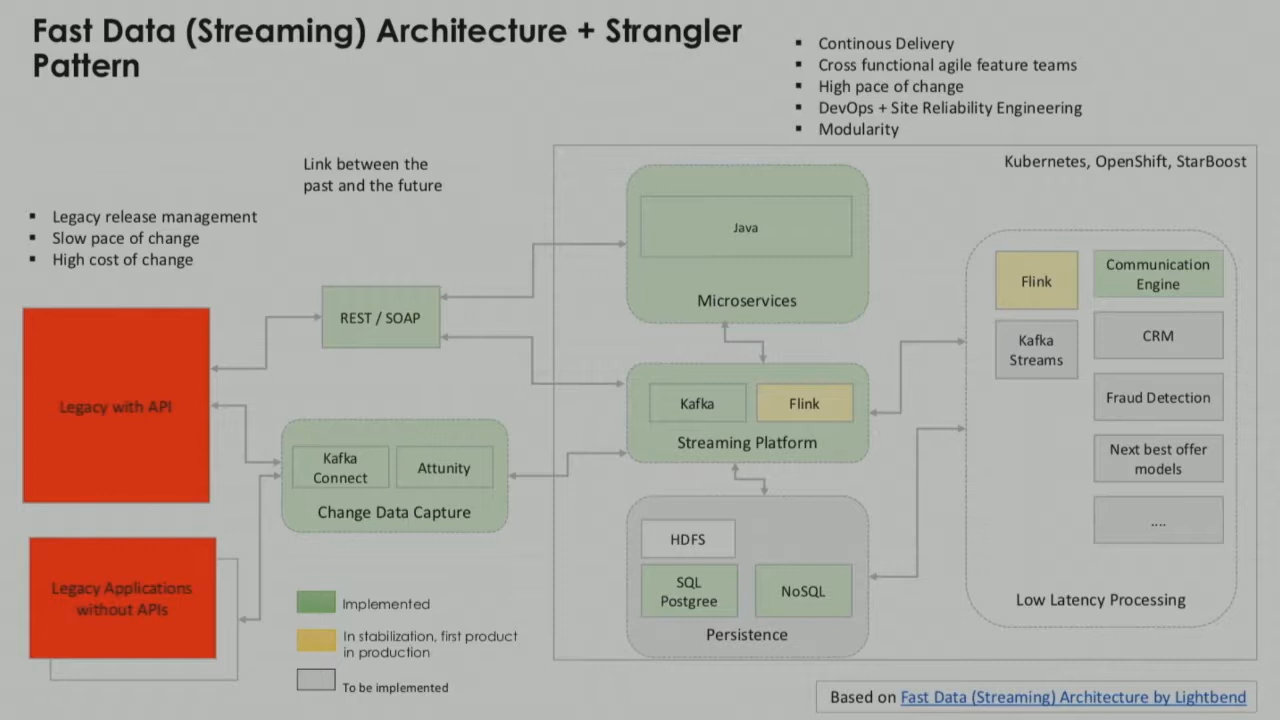 Fast Data (Streaming) Architecture + Strangler
Pattern
▪ Continous Delivery
▪ Cross functional agile feature teams
▪ High pace of change
▪ DevOps + Site Reliability Engineering
▪ Modularity
Link between the
past and the future
▪ Legacy release management
▪ Slow pace of change
▪ High cost of change
Kubernetes, OpenShift, StarBoost
Java
Microservices
REST / SOAP
Legacy with API
Kafka
Connect
Attunity
Change Data Capture
Legacy Applications
without APIs
Kafka
Flink
Streaming Platform
HDFS
SQL
Postgree
NoSQL
Persistence
Flink
Kafka
Streams
Communication
Engine
CRM
Fraud Detection
Next best offer
models
....
Low Latency Processing
Implemented
In stabilization, first product
in production
To be implemented
Based on Fast Data (Streaming) Architecture by Lightbend